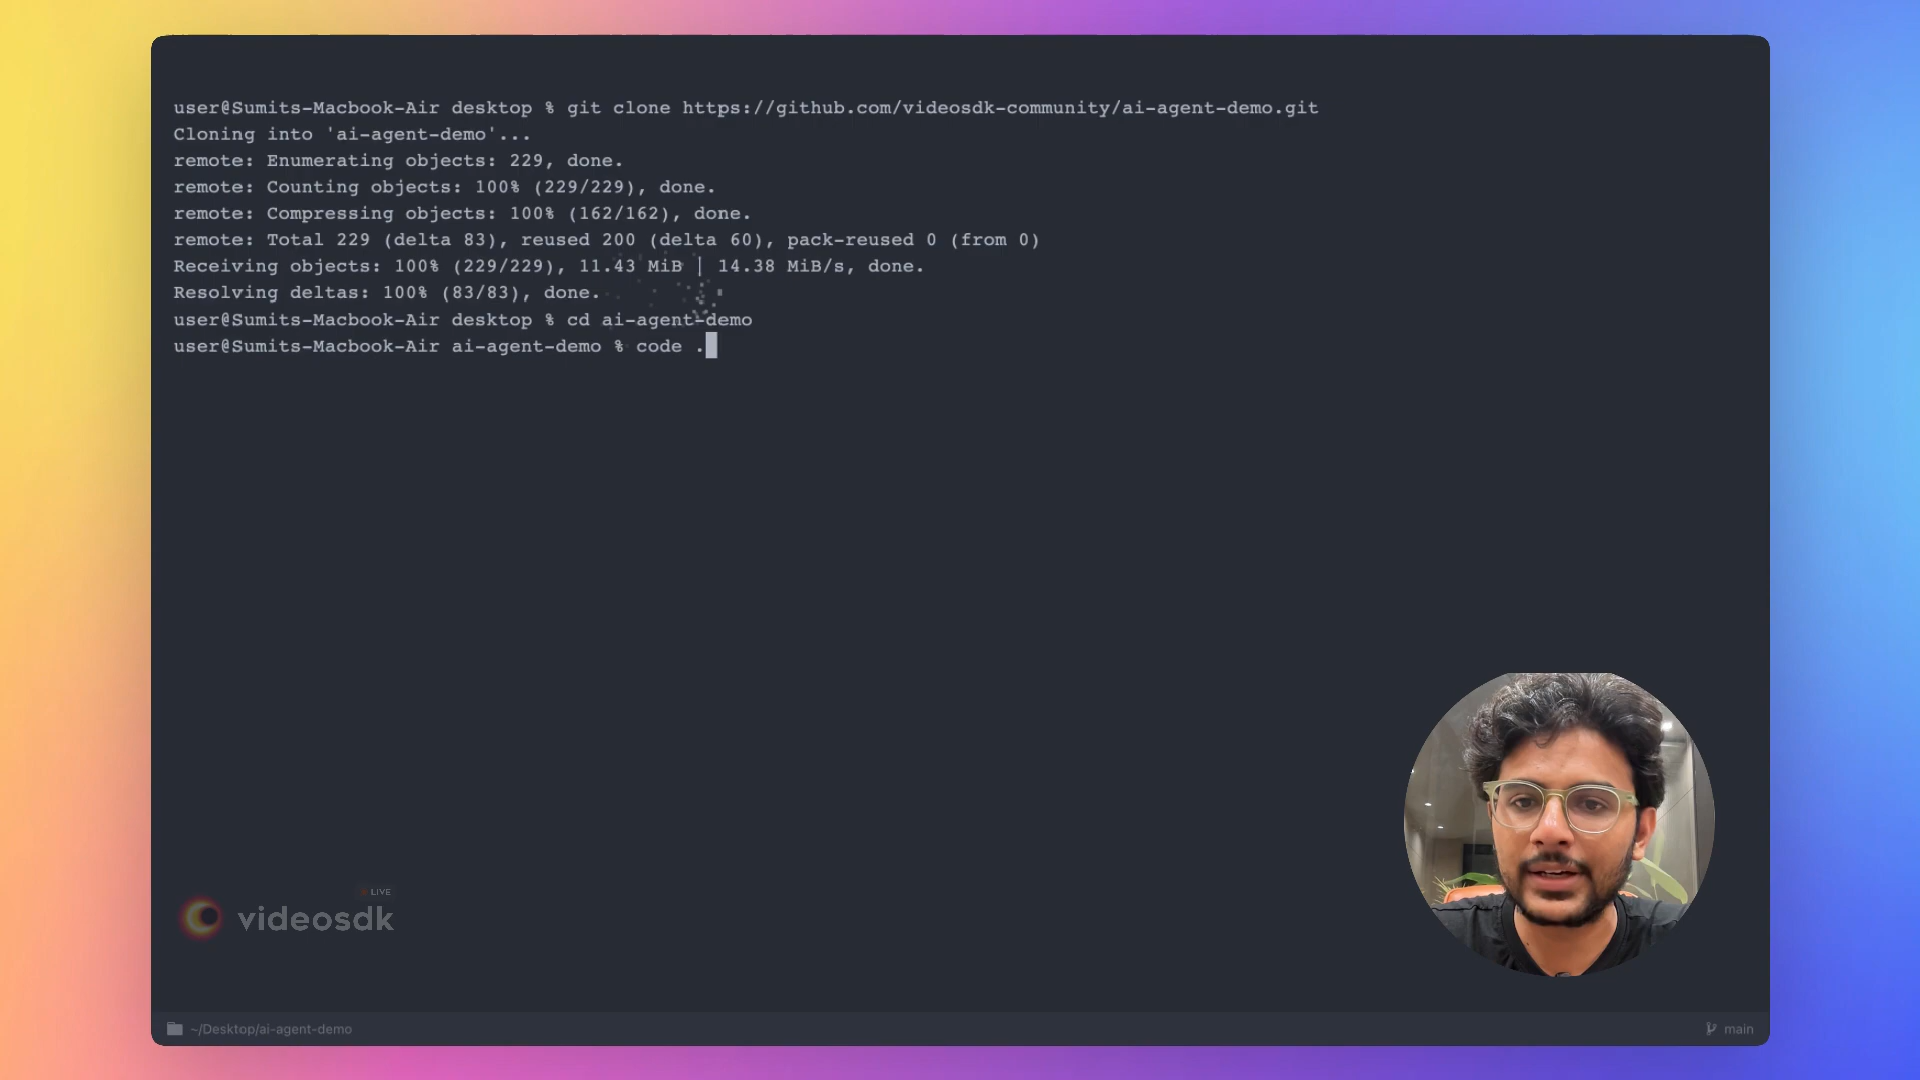 user@Sumits-Macbook-Air desktop % git clone https://github.com/videosdk-community/ai-agent-demo.git
Cloning into 'ai-agent-demo'...
remote: Enumerating objects: 229, done.
remote: Counting objects: 100% (229/229), done.
remote: Compressing objects: 100% (162/162), done.
remote: Total 229 (delta 83), reused 200 (delta 60), pack-reused 0 (from 0)
Receiving objects: 100% (229/229), 11.43 MiB | 14.38 MiB/s, done.
Resolving deltas: 100% (83/83), done.
user@Sumits-Macbook-Air desktop % cd ai-agent-demo
user@Sumits-Macbook-Air ai-agent-demo % code .
LIVE
videosdk
~/Desktop/ai-agent-demo
main